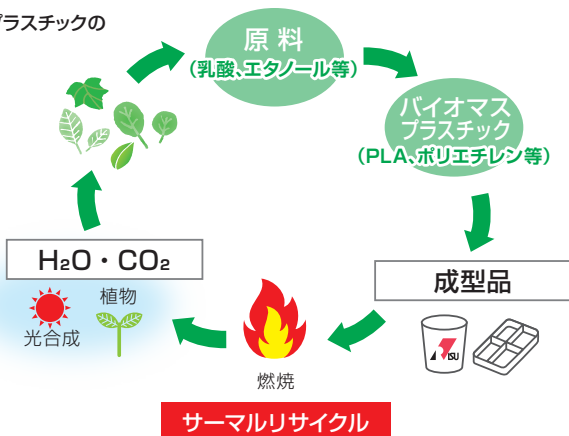 プラスチックの
原料
(乳酸、エタノール等)
バイオマス
プラスチック
(PLA、ポリエチレン等)
H₂O・CO₂
植物
光合成
成型品
燃焼
サーマルリサイクル